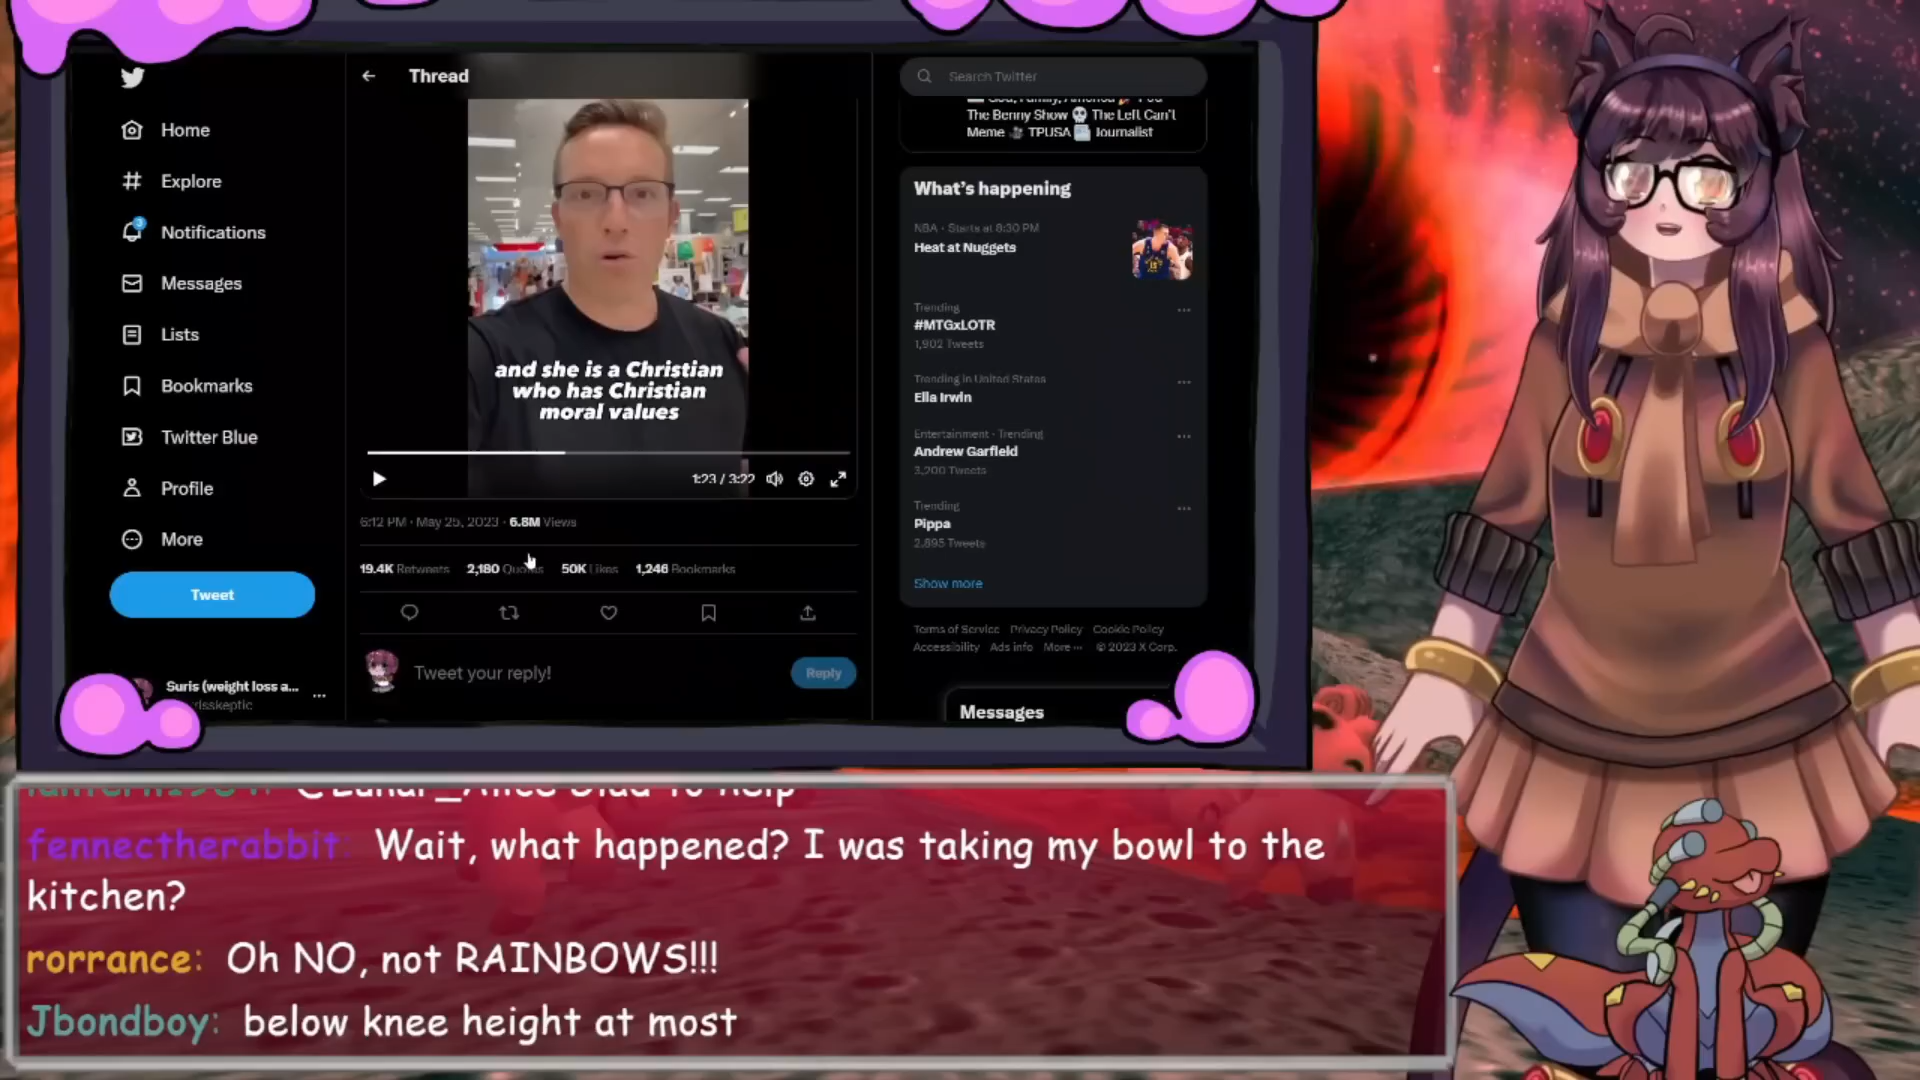 Home
Explore
Notifications
Messages
Lists
Bookmarks
Twitter Blue
Profile
More
Tweet
Suris (weight loss a...
Thread
and she is a Christian
who has Christian
moral values
1:23 / 3:22
6:12 PM · May 25, 2023 · 6.8M Views
19.4K Retweets 2,180 Quotes 50K Likes 1,246 Bookmarks
Tweet your reply!
Reply
Search Twitter
God, Family, America
The Benny Show 💀 The Left Can't
Meme TPUSA Journalist
What's happening
NBA · Starts at 8:30 PM
Heat at Nuggets
Trending
#MTGxLOTR
1,902 Tweets
Trending in United States
Ella Irwin
Entertainment · Trending
Andrew Garfield
3,200 Tweets
Trending
Pippa
2,895 Tweets
Show more
Terms of Service Privacy Policy Cookie Policy
Accessibility Ads info More ··· © 2023 X Corp.
Messages
fennectherabbit: Wait, what happened? I was taking my bowl to the
kitchen?
rorrance: Oh NO, not RAINBOWS!!!
Jbondboy: below knee height at most